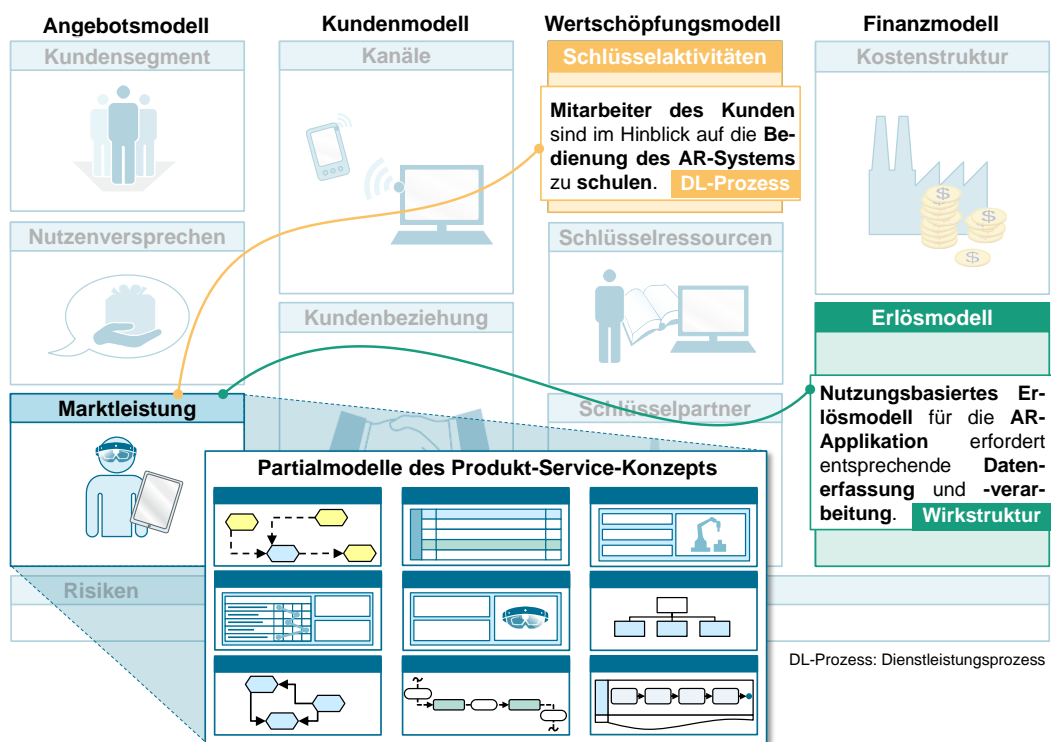 Angebotsmodell
Kundenmodell
Wertschöpfungsmodell
Finanzmodell
Kundensegment
Kanäle
Schlüsselaktivitäten
Kostenstruktur
Mitarbeiter des Kunden
sind im Hinblick auf die Be-
dienung des AR-Systems
zu schulen. DL-Prozess
Nutzenversprechen
Schlüsselressourcen
Kundenbeziehung
Erlösmodell
Nutzungsbasiertes Er-
lösmodell für die AR-
Applikation erfordert
entsprechende Daten-
erfassung und -verar-
beitung. Wirkstruktur
Marktleistung
Schlüsselpartner
Partialmodelle des Produkt-Service-Konzepts
Risiken
DL-Prozess: Dienstleistungsprozess